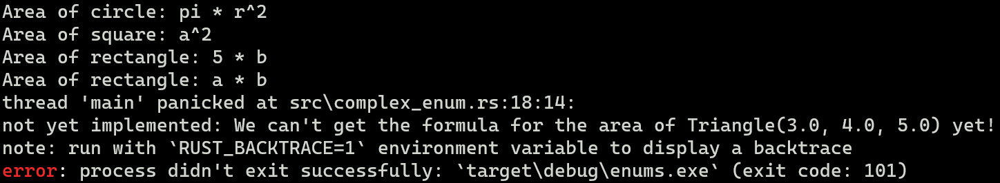 Area of circle: pi * r^2
Area of square: a^2
Area of rectangle: 5 * b
Area of rectangle: a * b
thread 'main' panicked at src\complex_enum.rs:18:14:
not yet implemented: We can't get the formula for the area of Triangle(3.0, 4.0, 5.0) yet!
note: run with `RUST_BACKTRACE=1` environment variable to display a backtrace
error: process didn't exit successfully: `target\debug\enums.exe` (exit code: 101)